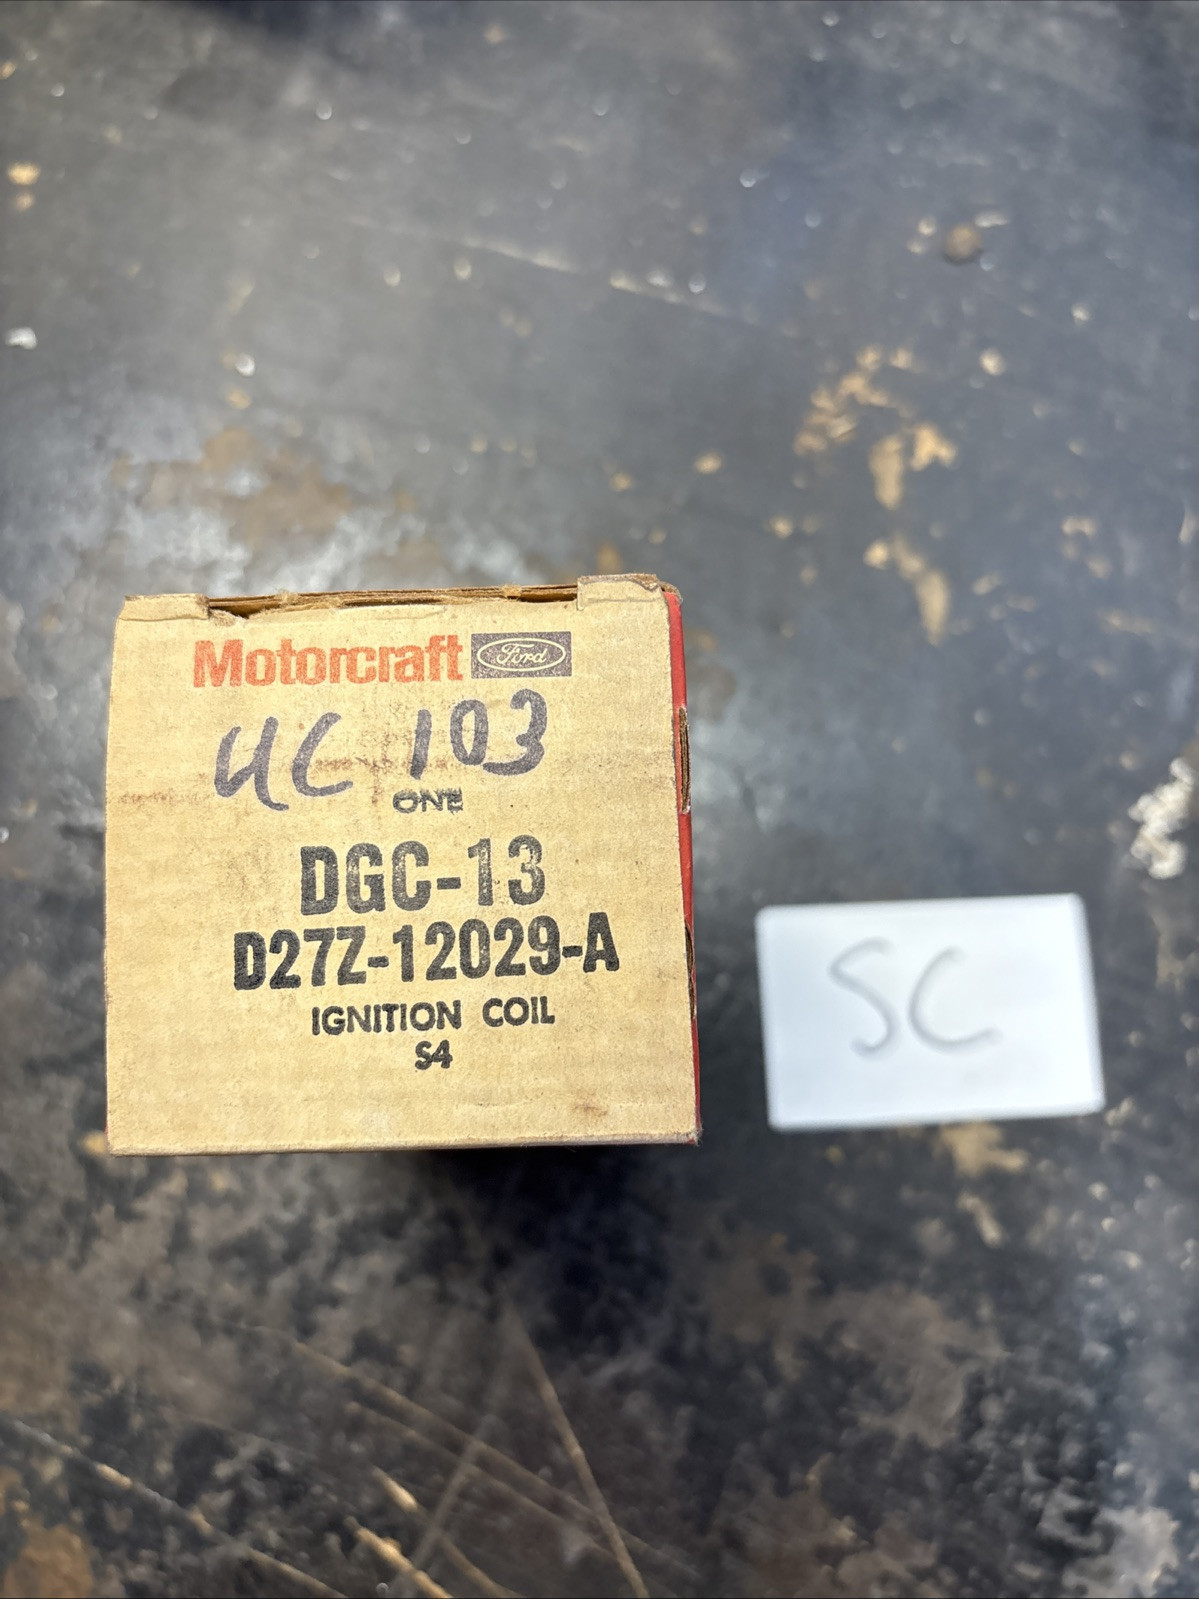 Motorcraft Ford
UC 103
ONE
DGC-13
D27Z-12029-A
IGNITION COIL
S4
SC